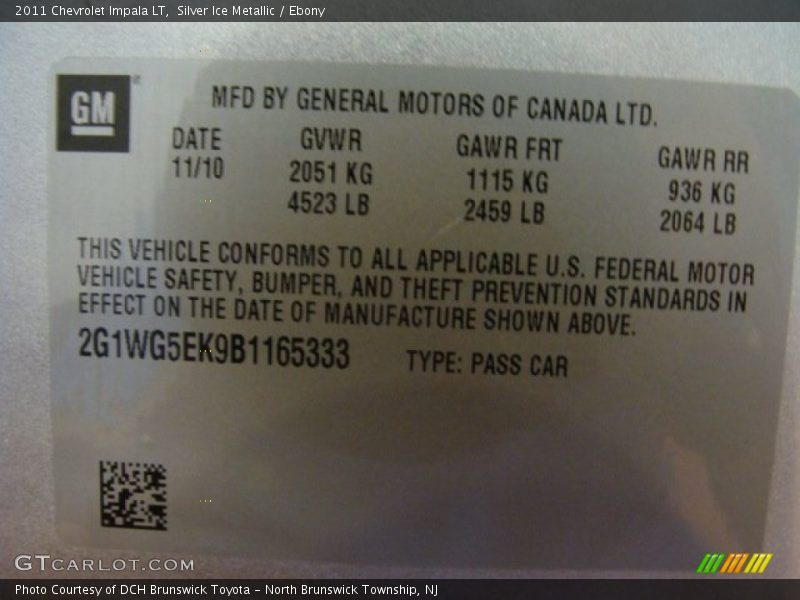 2011 Chevrolet Impala LT, Silver Ice Metallic / Ebony
GM
MFD BY GENERAL MOTORS OF CANADA LTD.
DATE GVWR GAWR FRT GAWR RR
11/10 2051 KG 1115 KG 936 KG
4523 LB 2459 LB 2064 LB
THIS VEHICLE CONFORMS TO ALL APPLICABLE U.S. FEDERAL MOTOR
VEHICLE SAFETY, BUMPER, AND THEFT PREVENTION STANDARDS IN
EFFECT ON THE DATE OF MANUFACTURE SHOWN ABOVE.
2G1WG5EK9B1165333 TYPE: PASS CAR
GTCARLOT.COM
Photo Courtesy of DCH Brunswick Toyota – North Brunswick Township, NJ